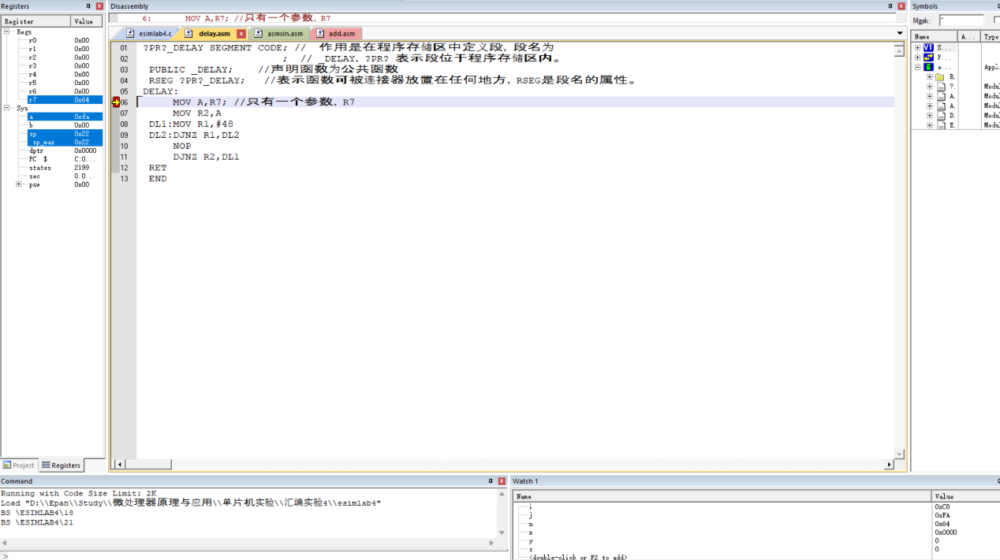 Registers
Register Value
Regs
r0 0x00
r1 0x00
r2 0x00
r3 0x00
r4 0x00
r5 0x00
r6 0x00
r7 0x64
Sys
a 0xfa
b 0x00
sp 0x22
sp_max 0x22
dptr 0x0000
PC $ C:0...
states 2199
sec 0.0...
psw 0x00
Project Registers
Disassembly
6: MOV A,R7; //只有一个参数，R7
esimlab4.c delay.asm asmsin.asm add.asm
01 ?PR?_DELAY SEGMENT CODE; // 作用是在程序存储区中定义段，段名为
02 ; // _DELAY，?PR? 表示段位于程序存储区内。
03 PUBLIC _DELAY; //声明函数为公共函数
04 RSEG ?PR?_DELAY; //表示函数可被连接器放置在任何地方，RSEG是段名的属性。
05 DELAY:
06 MOV A,R7; //只有一个参数，R7
07 MOV R2,A
08 DL1:MOV R1,#48
09 DL2:DJNZ R1,DL2
10 NOP
11 DJNZ R2,DL1
12 RET
13 END
Symbols
Mask: *
Name A... Type
S...
P...
e... Appl.
R.
?. Modul
A. Modul
A. Modul
D. Modul
E. Modul
Command
Running with Code Size Limit: 2K
Load "D:\\Epan\\Study\\微处理器原理与应用\\单片机实验\\汇编实验4\\esimlab4"
BS \ESIMLAB4\18
BS \ESIMLAB4\21
>
Watch 1
Name Value
i 0xC8
j 0xFA
n 0x64
x 0x0000
y 0
z 0
<double-click or F2 to add>